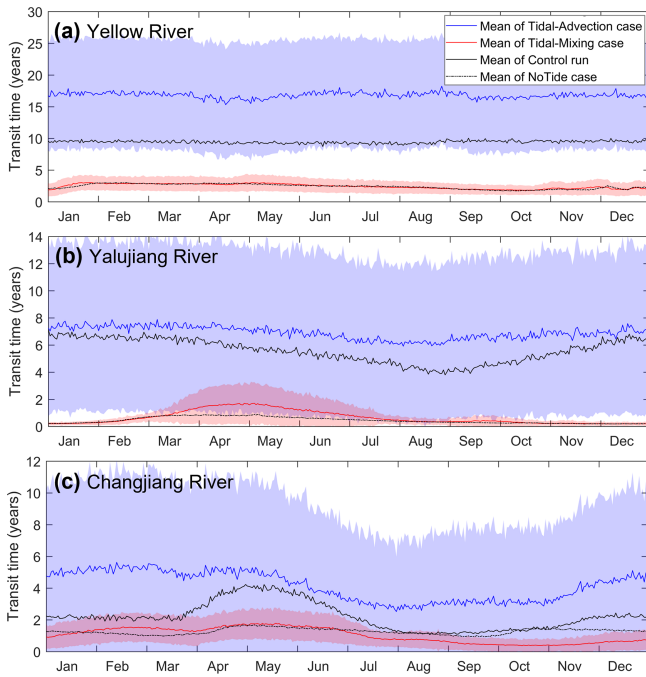 (a) Yellow River
Mean of Tidal-Advection case
Mean of Tidal-Mixing case
Mean of Control run
Mean of NoTide case
Transit time (years)
30
25
20
15
10
5
0
Jan Feb Mar Apr May Jun Jul Aug Sep Oct Nov Dec
(b) Yalujiang River
Transit time (years)
14
12
10
8
6
4
2
0
Jan Feb Mar Apr May Jun Jul Aug Sep Oct Nov Dec
(c) Changjiang River
Transit time (years)
12
10
8
6
4
2
0
Jan Feb Mar Apr May Jun Jul Aug Sep Oct Nov Dec